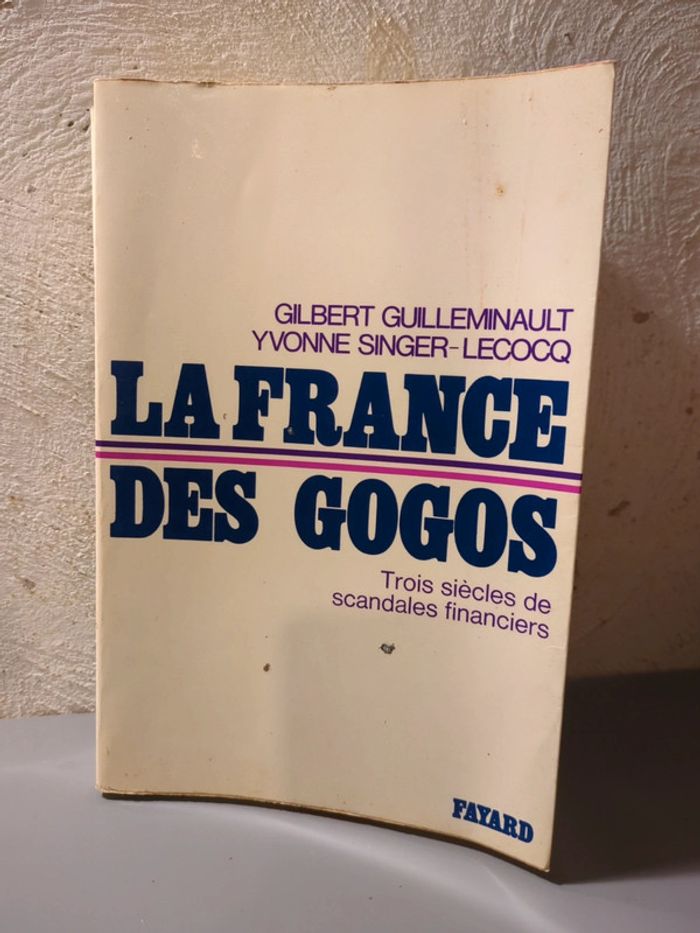 GILBERT GUILLEMINAULT
YVONNE SINGER-LECOCQ
LA FRANCE
DES GOGOS
Trois siècles de
scandales financiers
FAYARD